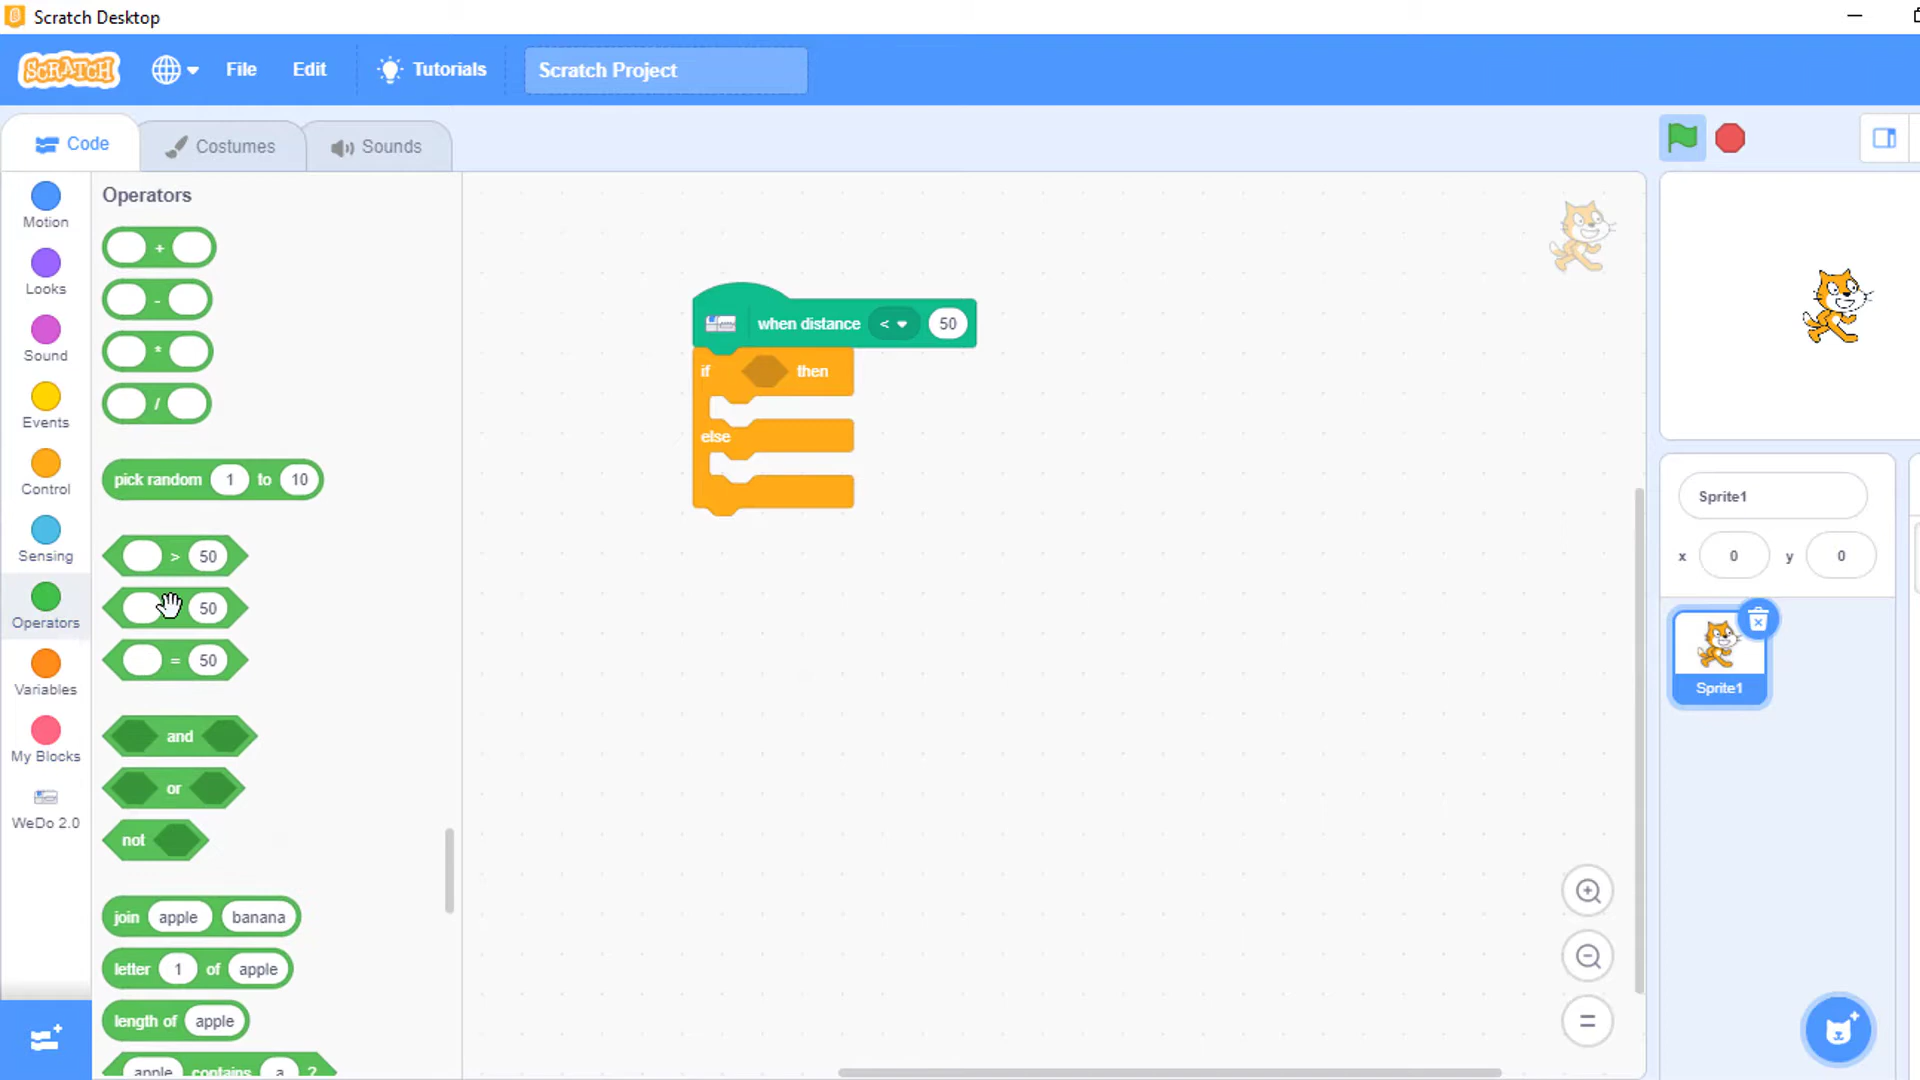 Scratch Desktop
SCRATCH
File
Edit
Tutorials
Scratch Project
Code
Costumes
Sounds
Motion
Looks
Sound
Events
Control
Sensing
Operators
Variables
My Blocks
WeDo 2.0
Operators
+
-
*
/
pick random 1 to 10
> 50
50
= 50
and
or
not
join apple banana
letter 1 of apple
length of apple
apple contains a ?
when distance < 50
if then
else
Sprite1
x 0 y 0
Sprite1